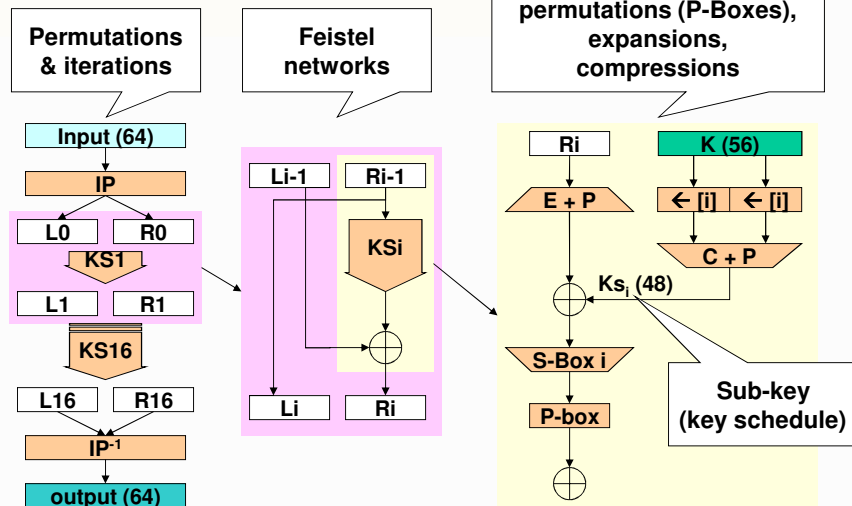 Permutations
& iterations
Feistel
networks
permutations (P-Boxes),
expansions,
compressions
Input (64)
IP
L0 R0
KS1
L1 R1
KS16
L16 R16
IP-1
output (64)
Li-1 Ri-1
KSi
Li Ri
Ri K (56)
E + P ← [i] ← [i]
C + P
Ksi (48)
S-Box i
P-box
Sub-key
(key schedule)